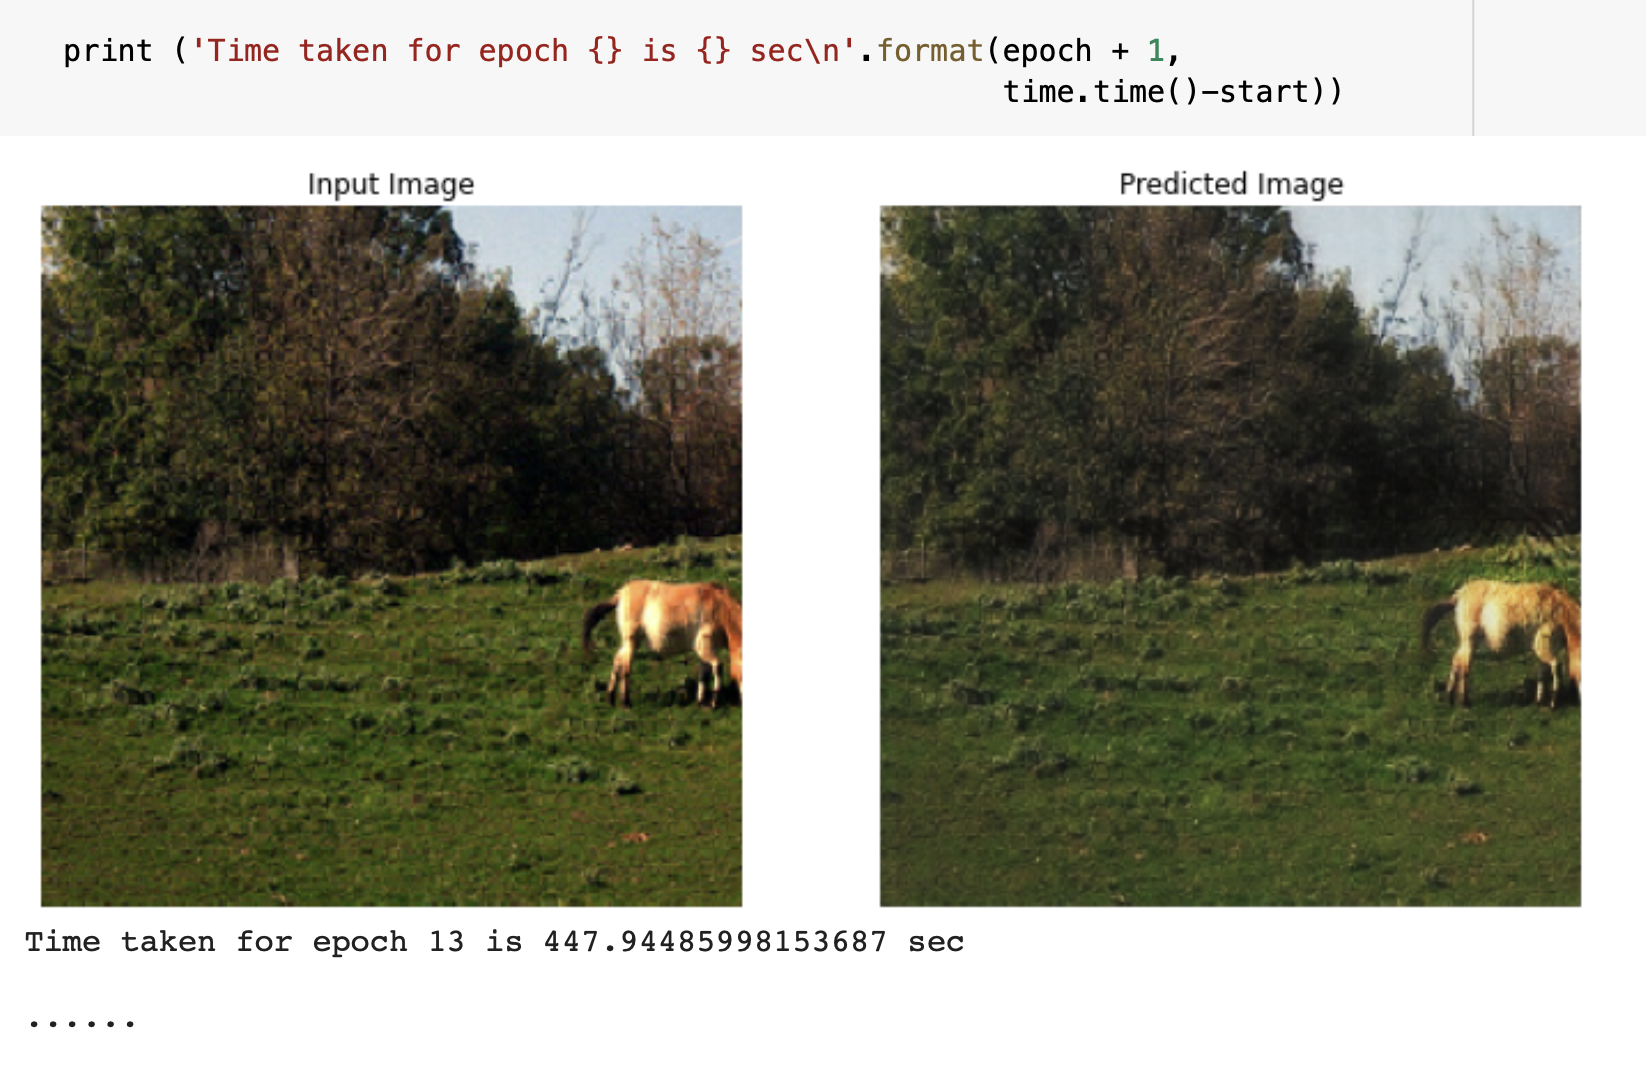 print ('Time taken for epoch {} is {} sec\n'.format(epoch + 1,
time.time()-start))
Input Image
Predicted Image
Time taken for epoch 13 is 447.94485998153687 sec
......